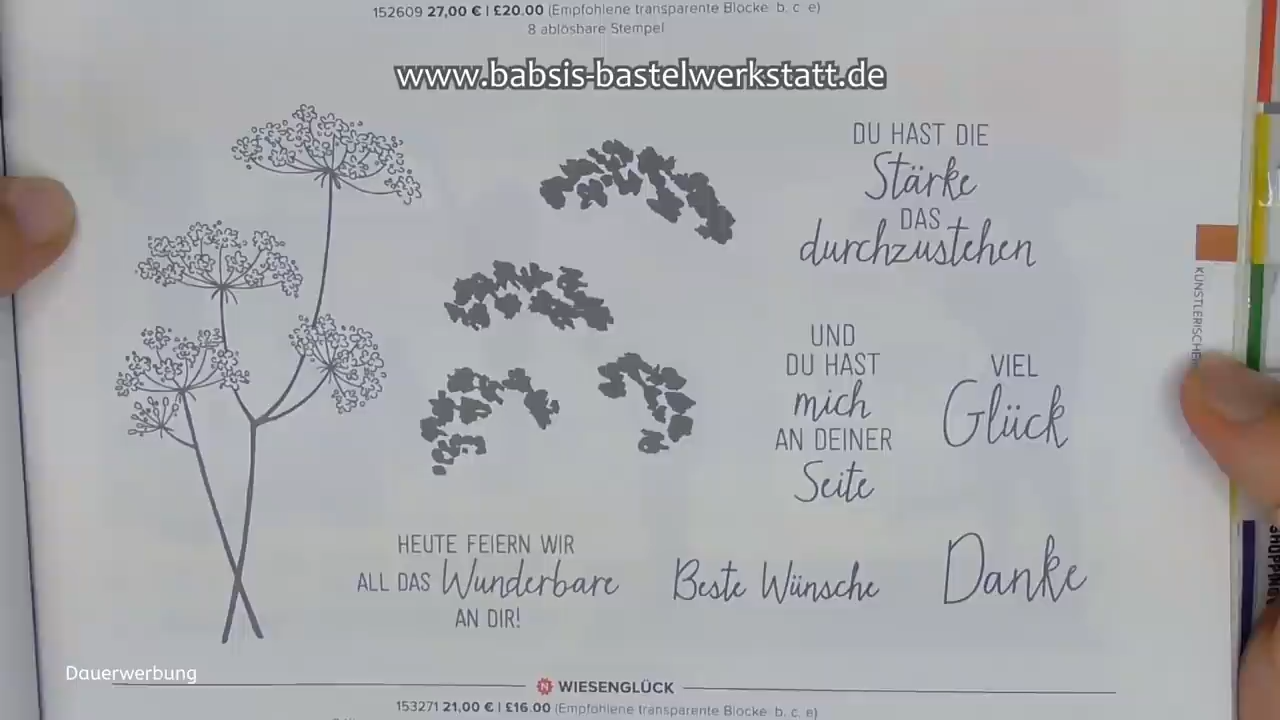 152609 27,00 € | £20.00 (Empfohlene transparente Blöcke: b, c, e)
8 ablösbare Stempel
www.babsis-bastelwerkstatt.de
DU HAST DIE
Stärke
DAS
durchzustehen
UND
DU HAST
mich
AN DEINER
Seite
VIEL
Glück
HEUTE FEIERN WIR
ALL DAS Wunderbare
AN DIR!
Beste Wünsche
Danke
KÜNSTLERISCHE
Dauerwerbung
N WIESENGLÜCK
153271 21,00 € | £16.00 (Empfohlene transparente Blöcke: b, c, e)